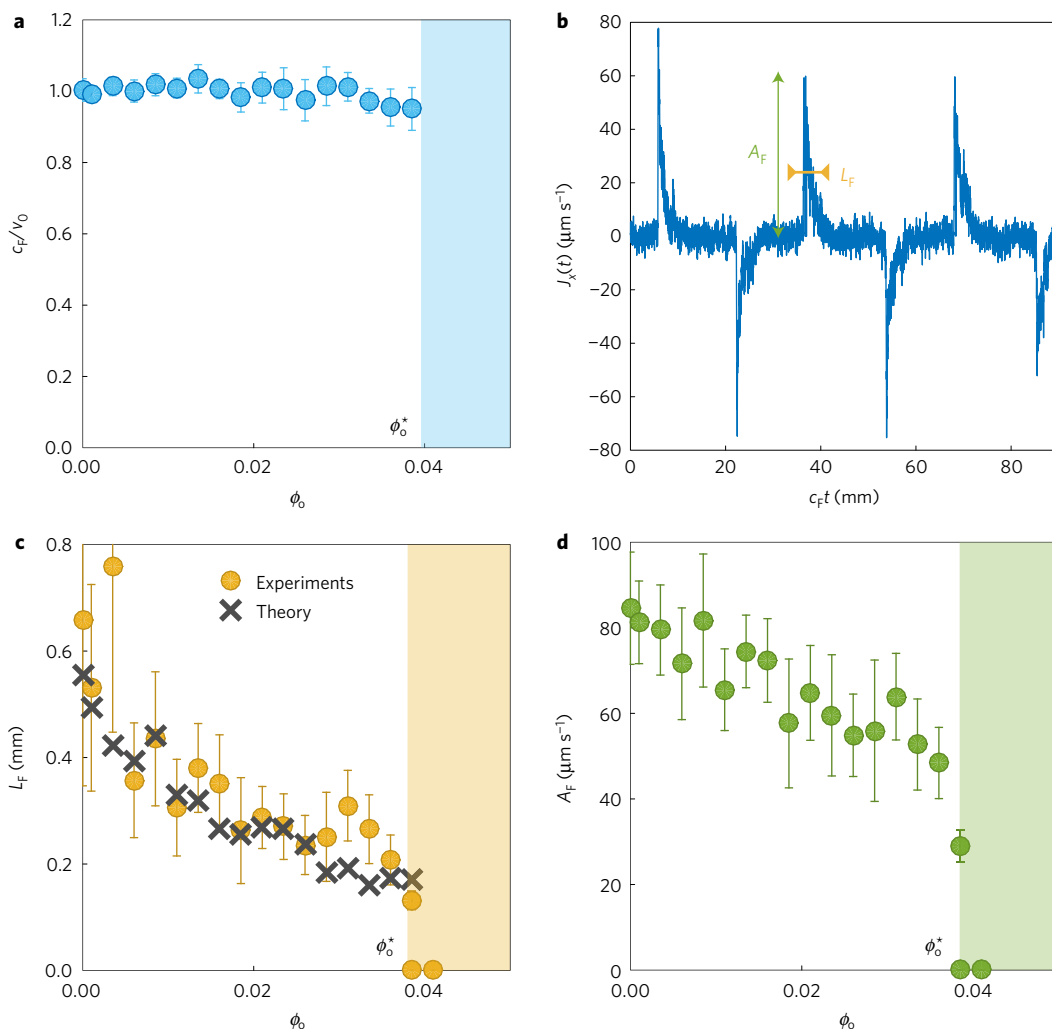 a
1.2
1.0
0.8
0.6
0.4
0.2
0.0
c_F/v_0
ϕ_o^*
0.00 0.02 0.04
ϕ_o
b
80
60
40
20
0
−20
−40
−60
−80
J_x(t) (μm s⁻¹)
A_F
L_F
0 20 40 60 80
c_Ft (mm)
c
0.8
0.6
0.4
0.2
0.0
L_F (mm)
Experiments
Theory
ϕ_o^*
0.00 0.02 0.04
ϕ_o
d
100
80
60
40
20
0
A_F (μm s⁻¹)
ϕ_o^*
0.00 0.02 0.04
ϕ_o